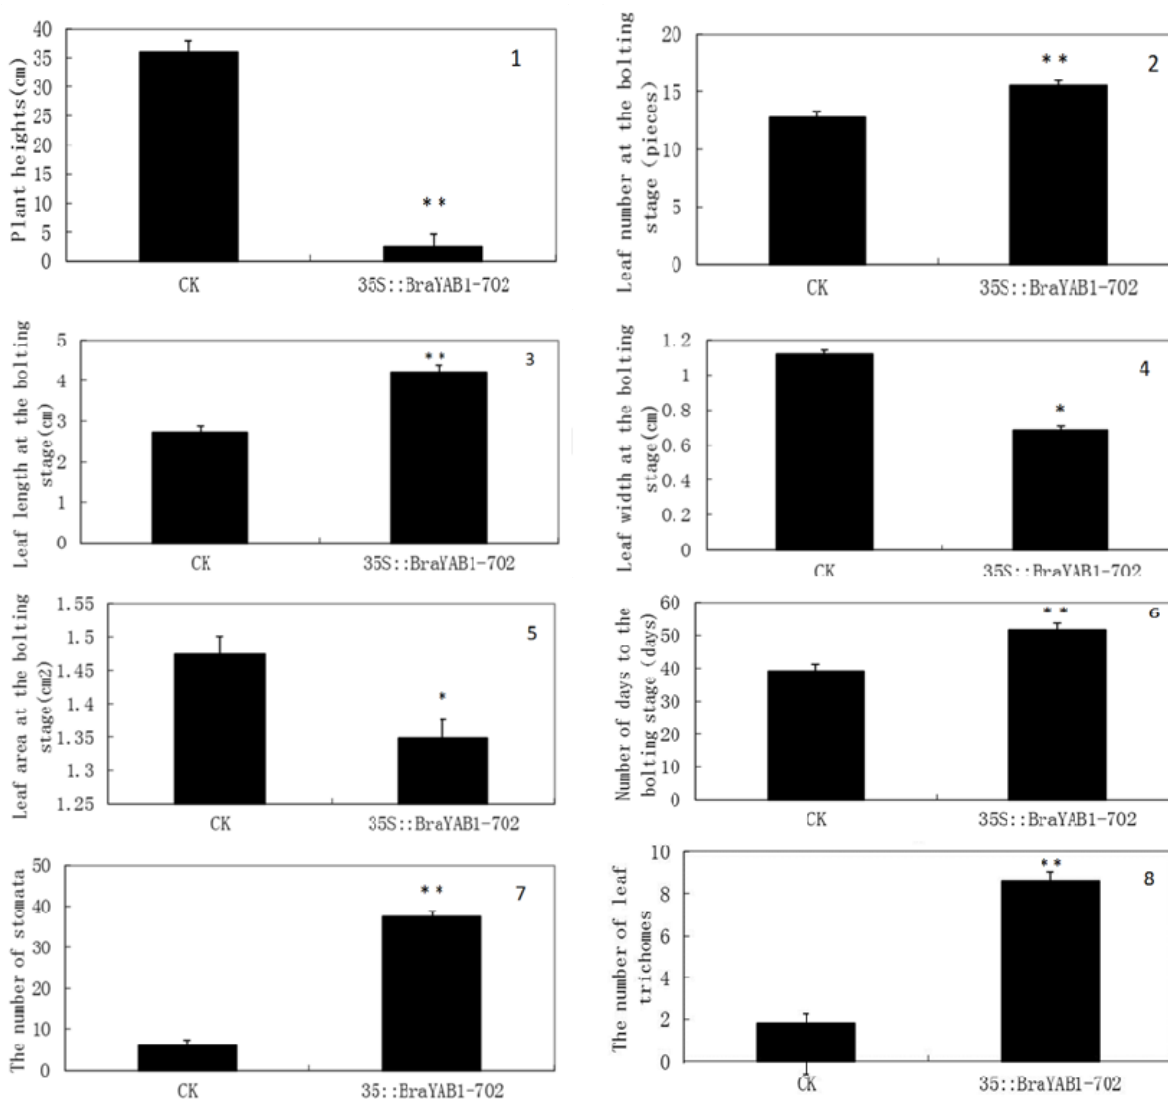 Plant heights(cm)
40
35
30
25
20
15
10
5
0
1
**
CK
35S::BraYAB1-702
Leaf number at the bolting
stage (pieces)
20
15
10
5
0
2
**
CK
35S::BraYAB1-702
Leaf length at the bolting
stage(cm)
5
4
3
2
1
0
3
**
CK
35S::BraYAB1-702
Leaf width at the bolting
stage(cm)
1.2
1
0.8
0.6
0.4
0.2
0
4
*
CK
35S::BraYAB1-702
Leaf area at the bolting
stage(cm2)
1.55
1.5
1.45
1.4
1.35
1.3
1.25
5
*
CK
35S::BraYAB1-702
Number of days to the
bolting stage (days)
60
50
40
30
20
10
0
6
**
CK
35S::BraYAB1-702
The number of stomata
50
40
30
20
10
0
7
**
CK
35::BraYAB1-702
The number of leaf
trichomes
10
8
6
4
2
0
8
**
CK
35::BraYAB1-702